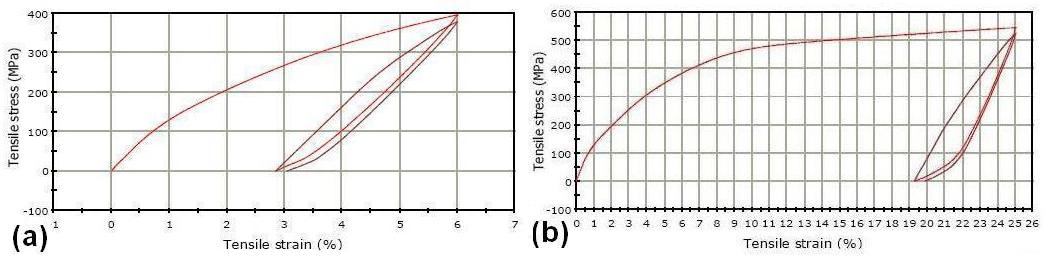 400
300
200
100
0
-100
Tensile stress (MPa)
1 0 1 2 3 4 5 6 7
Tensile strain (%)
(a)
600
500
400
300
200
100
0
-100
Tensile stress (MPa)
0 1 2 3 4 5 6 7 8 9 10 11 12 13 14 15 16 17 18 19 20 21 22 23 24 25 26
Tensile strain (%)
(b)